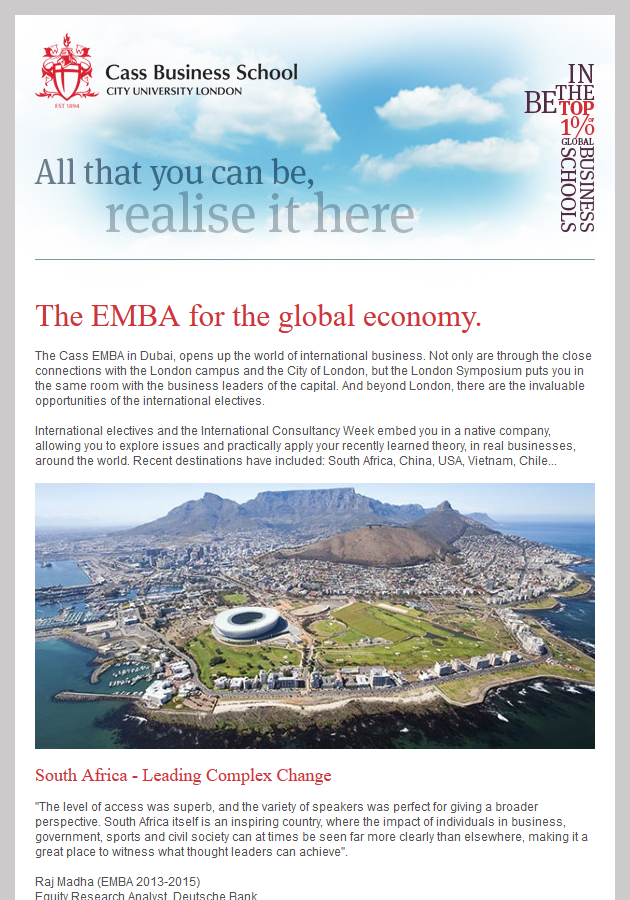 Cass Business School
CITY UNIVERSITY LONDON
EST 1894
IN
THE
BE TOP
1% OF
GLOBAL
BUSINESS
SCHOOLS
All that you can be,
realise it here
The EMBA for the global economy.
The Cass EMBA in Dubai, opens up the world of international business. Not only are through the close
connections with the London campus and the City of London, but the London Symposium puts you in
the same room with the business leaders of the capital. And beyond London, there are the invaluable
opportunities of the international electives.
International electives and the International Consultancy Week embed you in a native company,
allowing you to explore issues and practically apply your recently learned theory, in real businesses,
around the world. Recent destinations have included: South Africa, China, USA, Vietnam, Chile...
South Africa - Leading Complex Change
"The level of access was superb, and the variety of speakers was perfect for giving a broader
perspective. South Africa itself is an inspiring country, where the impact of individuals in business,
government, sports and civil society can at times be seen far more clearly than elsewhere, making it a
great place to witness what thought leaders can achieve".
Raj Madha (EMBA 2013-2015)
Equity Research Analyst, Deutsche Bank